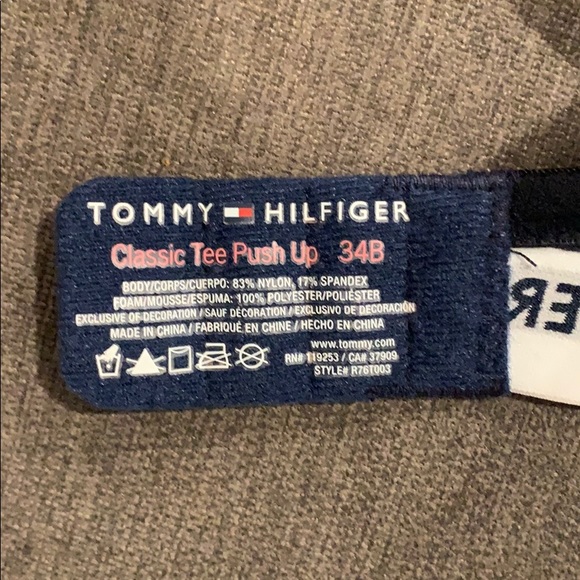 TOMMY HILFIGER
Classic Tee Push Up 34B
BODY/CORPS/CUERPO: 83% NYLON, 17% SPANDEX
FOAM/MOUSSE/ESPUMA: 100% POLYESTER/POLIÉSTER
EXCLUSIVE OF DECORATION / SAUF DÉCORATION / EXCLUSIVO DE DECORACIÓN
MADE IN CHINA / FABRIQUÉ EN CHINE / HECHO EN CHINA
www.tommy.com
RN# 119253 / CA# 37909
STYLE# R76T003
ER